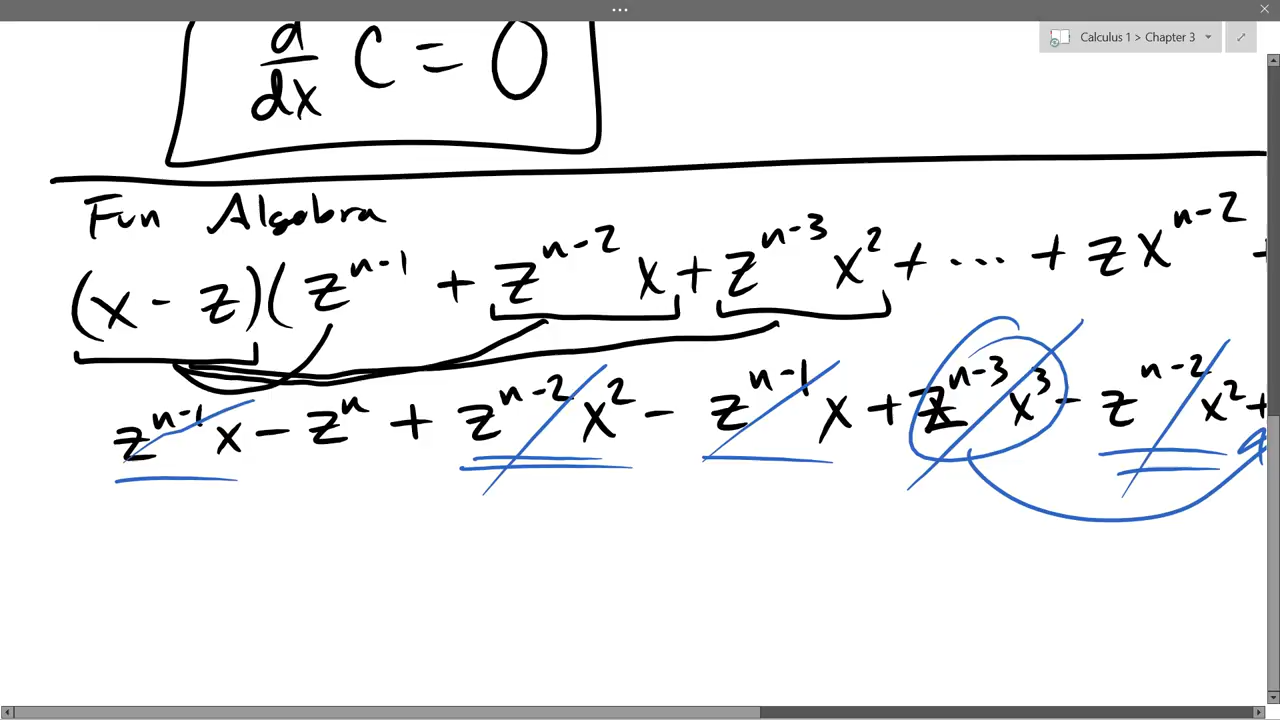 Calculus 1 > Chapter 3
d/dx C = 0
Fun Algebra
(x - z)(z^{n-1} + z^{n-2} x + z^{n-3} x^2 + ... + z x^{n-2} +
z^{n-1} x - z^n + z^{n-2} x^2 - z^{n-1} x + z^{n-3} x^3 - z^{n-2} x^2 +